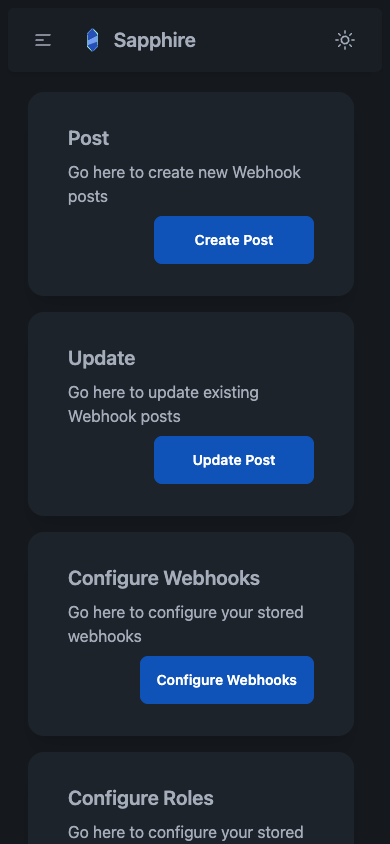 Sapphire
Post
Go here to create new Webhook
posts
Create Post
Update
Go here to update existing
Webhook posts
Update Post
Configure Webhooks
Go here to configure your stored
webhooks
Configure Webhooks
Configure Roles
Go here to configure your stored